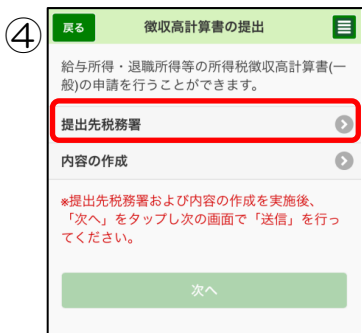 ④
戻る 徴収高計算書の提出
給与所得・退職所得等の所得税徴収高計算書(一
般)の申請を行うことができます。
提出先税務署
内容の作成
*提出先税務署および内容の作成を実施後、
「次へ」をタップし次の画面で「送信」を行っ
てください。
次へ